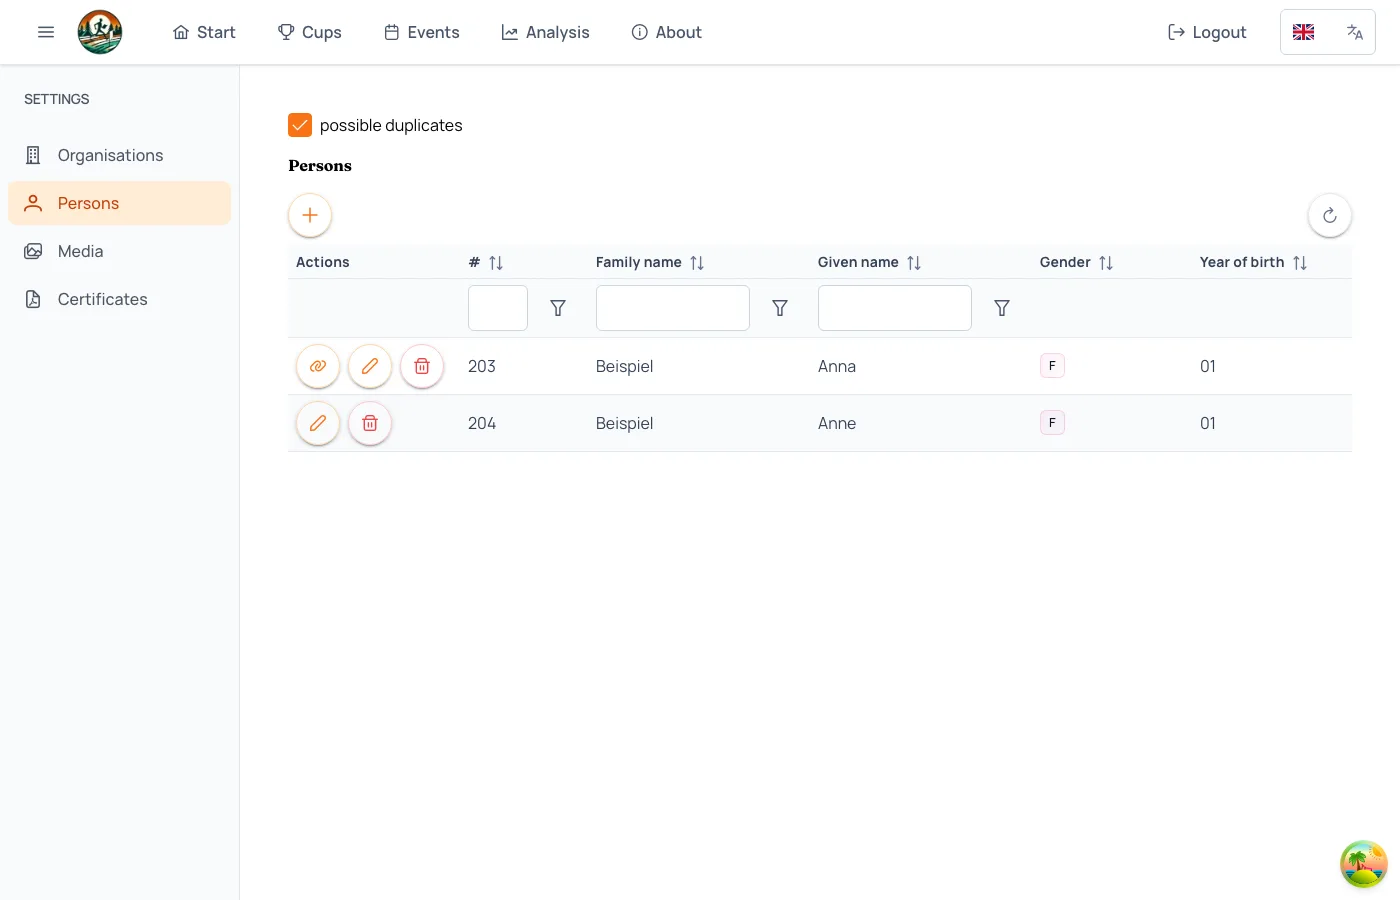 Start Cups Events Analysis About Logout
SETTINGS
Organisations
Persons
Media
Certificates
possible duplicates
Persons
Actions # Family name Given name Gender Year of birth
203 Beispiel Anna F 01
204 Beispiel Anne F 01